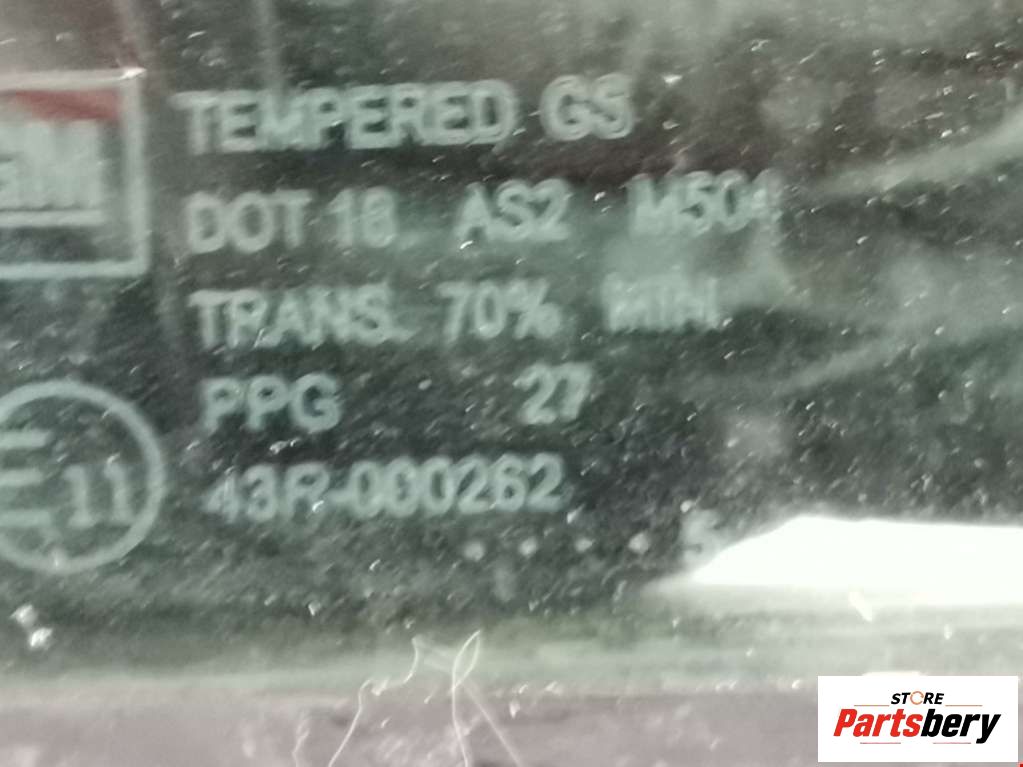 TEMPERED GS
DOT 18 AS2 M504
TRANS. 70% MIN
PPG 27
E 11
43R-000262
STORE
Partsbery